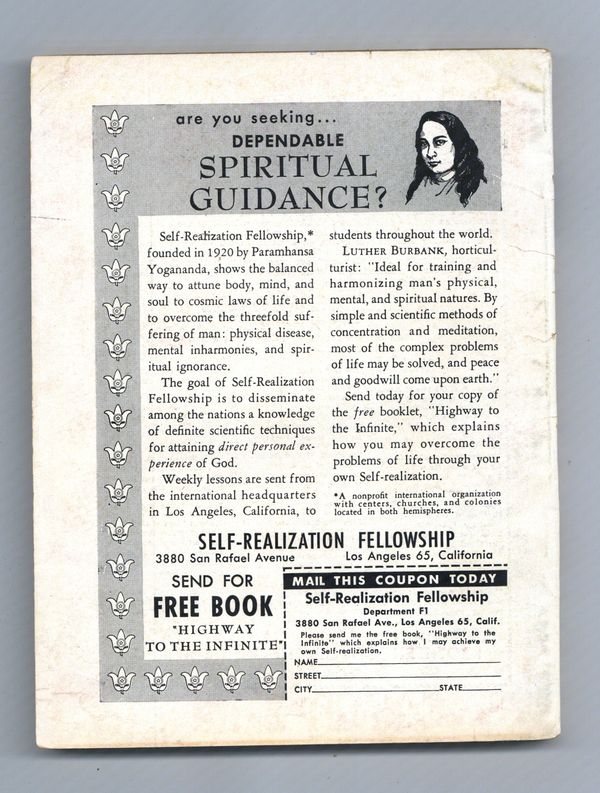 are you seeking...
DEPENDABLE
SPIRITUAL
GUIDANCE?
Self-Realization Fellowship,*
founded in 1920 by Paramhansa
Yogananda, shows the balanced
way to attune body, mind, and
soul to cosmic laws of life and
to overcome the threefold suf-
fering of man: physical disease,
mental inharmonies, and spir-
itual ignorance.
The goal of Self-Realization
Fellowship is to disseminate
among the nations a knowledge
of definite scientific techniques
for attaining direct personal ex-
perience of God.
Weekly lessons are sent from
the international headquarters
in Los Angeles, California, to
students throughout the world.
LUTHER BURBANK, horticul-
turist: "Ideal for training and
harmonizing man's physical,
mental, and spiritual natures. By
simple and scientific methods of
concentration and meditation,
most of the complex problems
of life may be solved, and peace
and goodwill come upon earth."
Send today for your copy of
the free booklet, "Highway to
the Infinite," which explains
how you may overcome the
problems of life through your
own Self-realization.
*A nonprofit international organization
with centers, churches, and colonies
located in both hemispheres.
SELF-REALIZATION FELLOWSHIP
3880 San Rafael Avenue Los Angeles 65, California
SEND FOR
FREE BOOK
"HIGHWAY
TO THE INFINITE"
MAIL THIS COUPON TODAY
Self-Realization Fellowship
Department F1
3880 San Rafael Ave., Los Angeles 65, Calif.
Please send me the free book, "Highway to the
Infinite" which explains how I may achieve my
own Self-realization.
NAME
STREET
CITY STATE